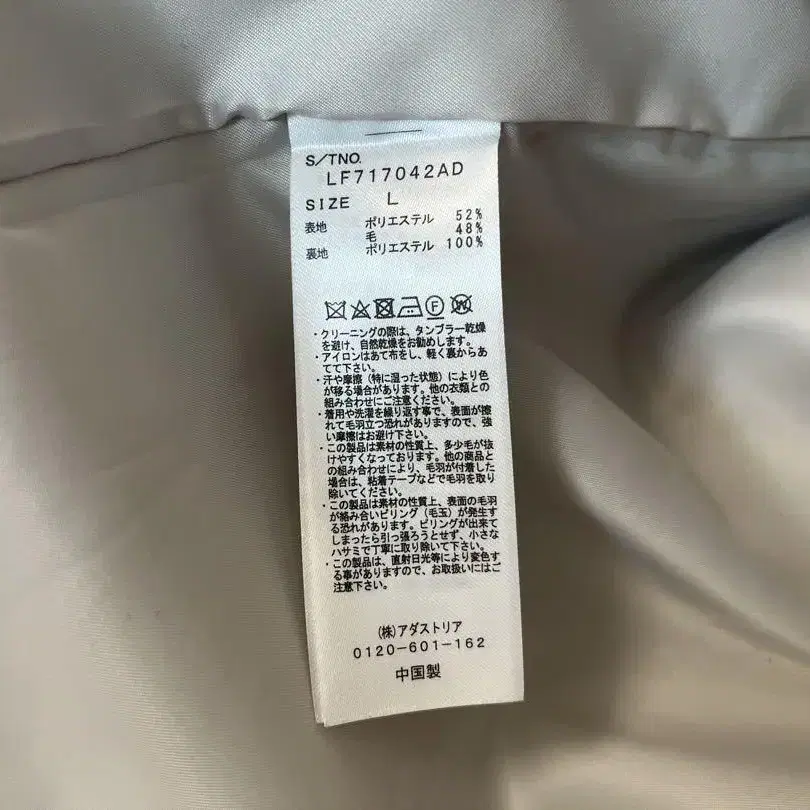 S/TNO.
LF717042AD
SIZE L
表地 ポリエステル 52%
毛 48%
裏地 ポリエステル 100%
F W
・クリーニングの際は、タンブラー乾燥
を避け、自然乾燥をお勧めします。
・アイロンはあて布をし、軽く裏からあ
てて下さい。
・汗や摩擦（特に湿った状態）により色
が移る場合があります。他の衣類との
組み合わせにご注意ください。
・着用や洗濯を繰り返す事で、表面が擦
れて毛羽立つ恐れがありますので、強
い摩擦はお避け下さい。
・この製品は素材の性質上、多少毛が抜
けやすくなっております。他の商品と
の組み合わせにより、毛羽が付着した
場合は、粘着テープなどで毛羽を取り
除いてください。
・この製品は素材の性質上、表面の毛羽
が絡み合いピリング（毛玉）が発生す
る恐れがあります。ピリングが出来て
しまったら引っ張ろうとせず、小さな
ハサミで丁寧に取り除いて下さい。
・この製品は、直射日光等により変色す
る事がありますので、お取扱いにはご
注意下さい。
(株)アダストリア
0120-601-162
中国製